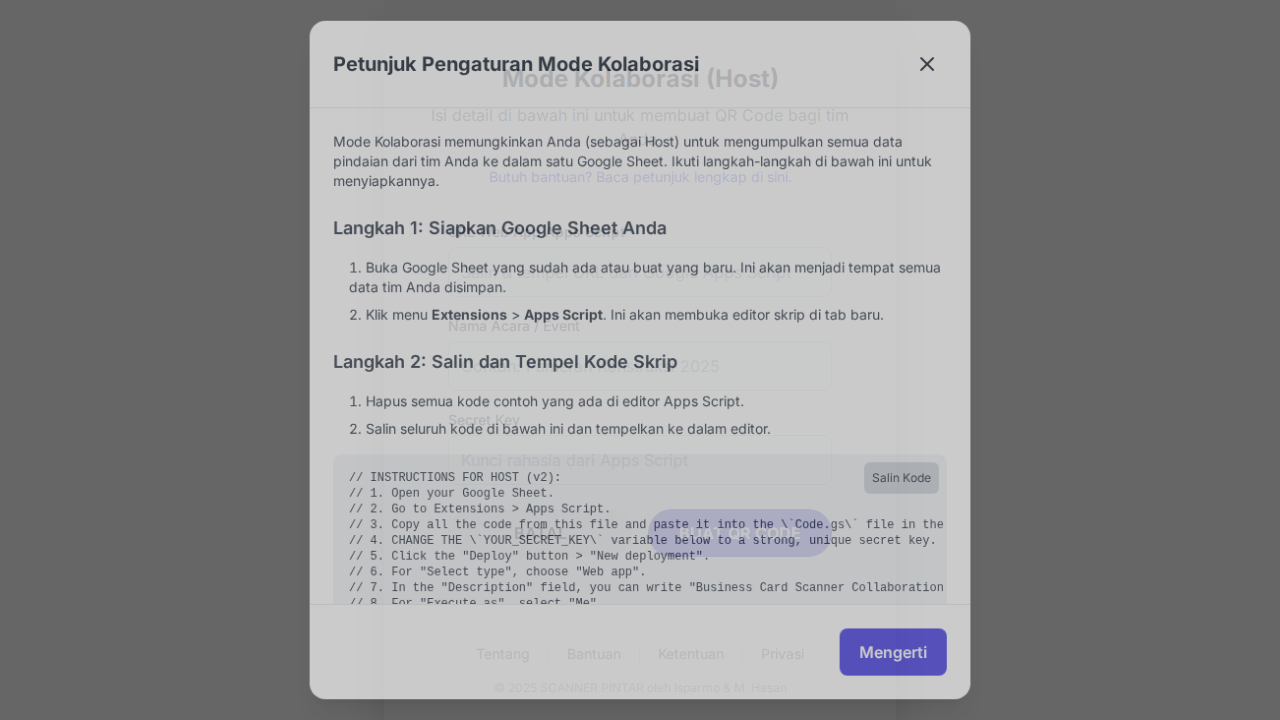 Petunjuk Pengaturan Mode Kolaborasi
Mode Kolaborasi (Host)
Isi detail di bawah ini untuk membuat QR Code bagi tim
Mode Kolaborasi memungkinkan Anda (sebagai Host) untuk mengumpulkan semua data
pindaian dari tim Anda ke dalam satu Google Sheet. Ikuti langkah-langkah di bawah ini untuk
menyiapkannya.
Butuh bantuan? Baca petunjuk lengkap di sini.
Langkah 1: Siapkan Google Sheet Anda
1. Buka Google Sheet yang sudah ada atau buat yang baru. Ini akan menjadi tempat semua
data tim Anda disimpan.
2. Klik menu Extensions > Apps Script. Ini akan membuka editor skrip di tab baru.
Nama Acara / Event
Langkah 2: Salin dan Tempel Kode Skrip
2025
1. Hapus semua kode contoh yang ada di editor Apps Script.
Secret Key
2. Salin seluruh kode di bawah ini dan tempelkan ke dalam editor.
Kunci rahasia dari Apps Script
Salin Kode
// INSTRUCTIONS FOR HOST (v2):
// 1. Open your Google Sheet.
// 2. Go to Extensions > Apps Script.
// 3. Copy all the code from this file and paste it into the \`Code.gs\` file in the
BATAL
BUAT QR CODE
// 4. CHANGE THE \`YOUR_SECRET_KEY\` variable below to a strong, unique secret key.
// 5. Click the "Deploy" button > "New deployment".
// 6. For "Select type", choose "Web app".
// 7. In the "Description" field, you can write "Business Card Scanner Collaboration
// 8. For "Execute as", select "Me"
Tentang
Bantuan
Ketentuan
Privasi
Mengerti
© 2025 SCANNER PINTAR oleh Isparmo & M. Hasan